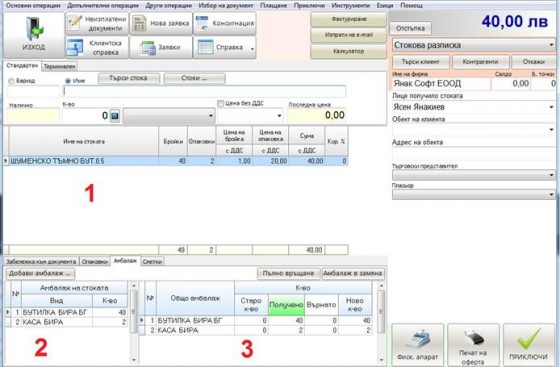 Основни операции Допълнителни операции Други операции Избор на документ Плащане Приключи Инструменти Езици Помощ
ИЗХОД
Неизплатени документи
Нова заявка
Консигнация
Клиентска справка
Заявки
Справка
Фактуриране
Изпрати на e-mail
Калкулатор
Отстъпка
40,00 лв
Стокова разписка
Търси клиент Контрагенти Откажи
Име на фирма Салдо Б. точки
Янак Софт ЕООД 0,00 0
Лице получило стоката
Ясен Янакиев
Обект на клиента
Адрес на обекта
Търговски представител
Пласьор
Стандартен Терминален
Баркод Име Търси стока Стоки ...
Налично К-во Цена без ДДС Последна цена
0 0,00
Име на стоката Бройки Опаковки Цена на бройка Цена на опаковка Сума Кор. %
с ДДС с ДДС с ДДС
ШУМЕНСКО ТЪМНО БУТ.0.5 40 2 1,00 20,00 40,00 0
1
40 2 40,00
Забележка към документа Опаковки Амбалаж Сметки
Добави амбалаж ... Пълно връщане Амбалаж в замяна
№ Амбалаж на стоката
Вид К-во
1 БУТИЛКА БИРА.БГ 40
2 КАСА БИРА 2
2
№ Общо амбалаж К-во
Старо к-во Получено Върнато Ново к-во
1 БУТИЛКА БИРА.БГ 0 40 0 40
2 КАСА БИРА 0 2 0 2
3
Фиск. апарат
Печат на оферта
ПРИКЛЮЧИ